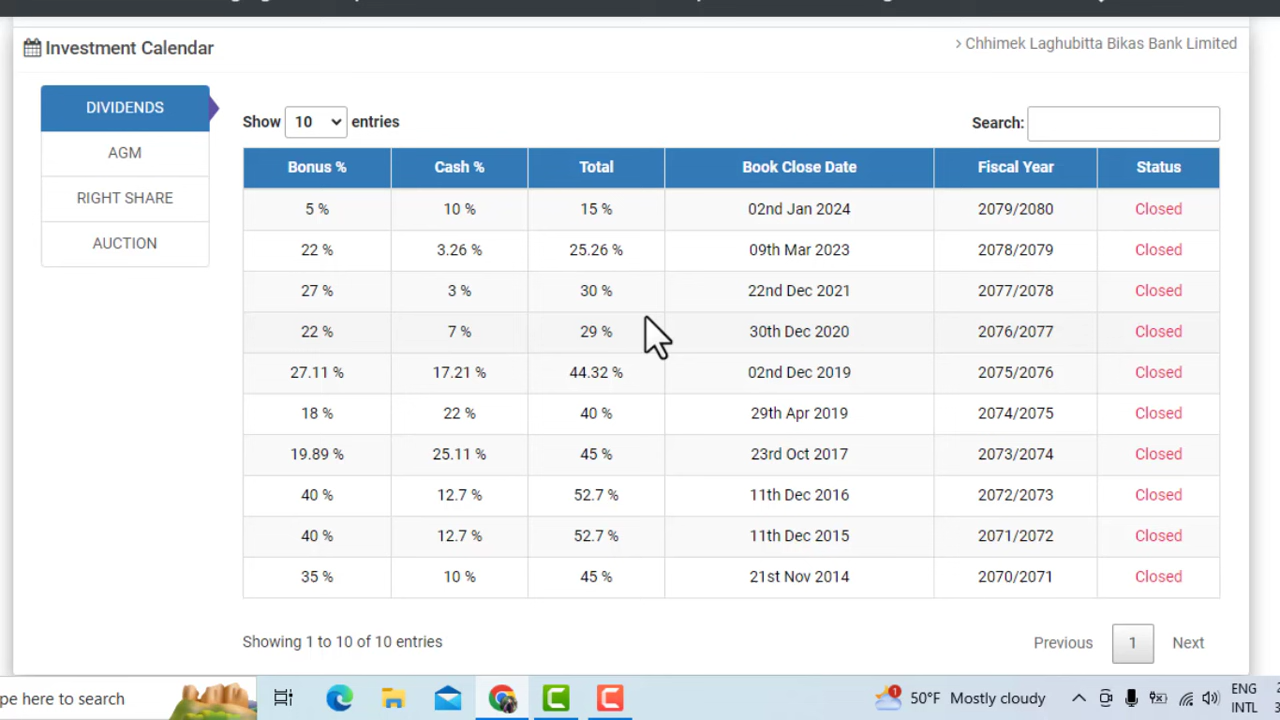 Investment Calendar
› Chhimek Laghubitta Bikas Bank Limited
DIVIDENDS
AGM
RIGHT SHARE
AUCTION
Show 10 entries
Search:
Bonus % Cash % Total Book Close Date Fiscal Year Status
5 % 10 % 15 % 02nd Jan 2024 2079/2080 Closed
22 % 3.26 % 25.26 % 09th Mar 2023 2078/2079 Closed
27 % 3 % 30 % 22nd Dec 2021 2077/2078 Closed
22 % 7 % 29 % 30th Dec 2020 2076/2077 Closed
27.11 % 17.21 % 44.32 % 02nd Dec 2019 2075/2076 Closed
18 % 22 % 40 % 29th Apr 2019 2074/2075 Closed
19.89 % 25.11 % 45 % 23rd Oct 2017 2073/2074 Closed
40 % 12.7 % 52.7 % 11th Dec 2016 2072/2073 Closed
40 % 12.7 % 52.7 % 11th Dec 2015 2071/2072 Closed
35 % 10 % 45 % 21st Nov 2014 2070/2071 Closed
Showing 1 to 10 of 10 entries
Previous 1 Next
pe here to search
1
50°F Mostly cloudy
ENG
INTL